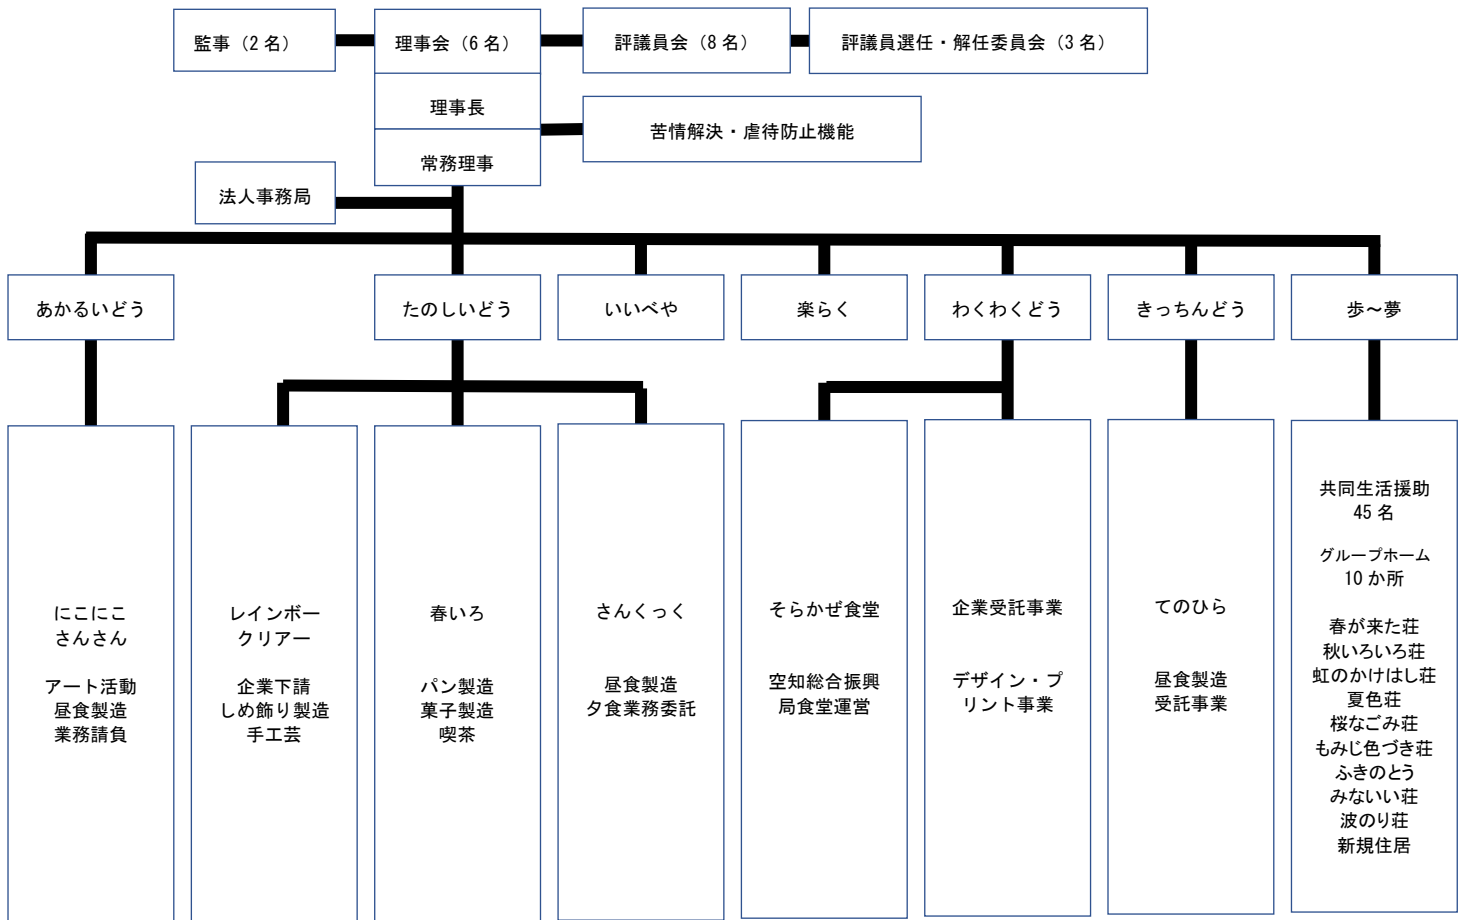 監事（2名）
理事会（6名）
評議員会（8名）
評議員選任・解任委員会（3名）
理事長
苦情解決・虐待防止機能
常務理事
法人事務局
あかるいどう
たのしいどう
いいべや
楽らく
わくわくどう
きっちんどう
歩～夢
にこにこ
さんさん
アート活動
昼食製造
業務請負
レインボー
クリアー
企業下請
しめ飾り製造
手工芸
春いろ
パン製造
菓子製造
喫茶
さんくっく
昼食製造
夕食業務委託
そらかぜ食堂
空知総合振興
局食堂運営
企業受託事業
デザイン・プ
リント事業
てのひら
昼食製造
受託事業
共同生活援助
45名
グループホーム
10か所
春が来た荘
秋いろいろ荘
虹のかけはし荘
夏色荘
桜なごみ荘
もみじ色づき荘
ふきのとう
みないい荘
波のり荘
新規住居